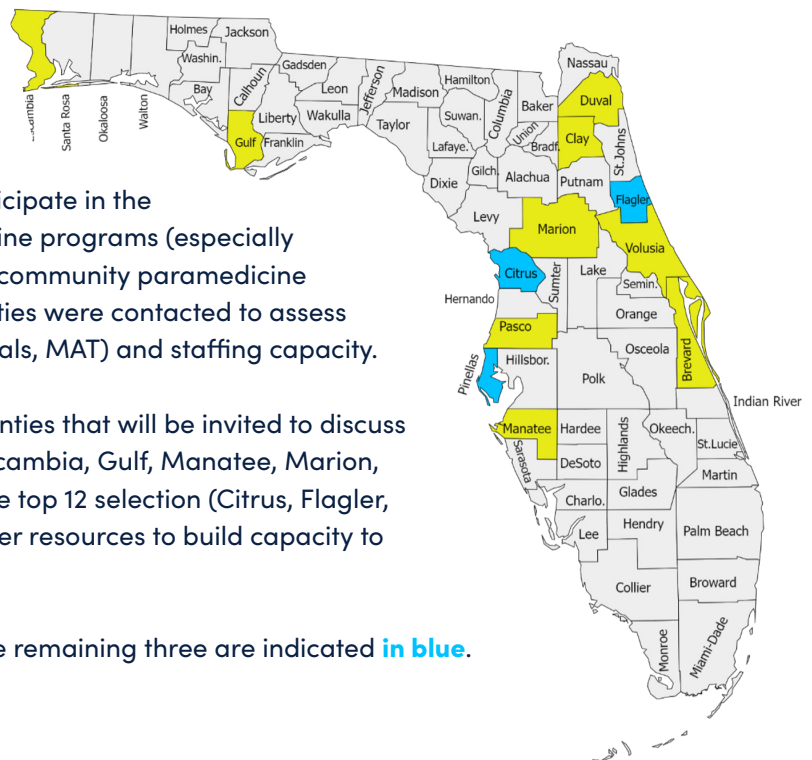 Holmes
Jackson
Nassau
Washin.
Gadsden
Hamilton
Bay
Calhoun
Leon
Jefferson
Madison
Columbia
Baker
Duval
Santa Rosa
Okaloosa
Walton
Liberty
Wakulla
Taylor
Suwan.
Union
Bradf.
Clay
St.Johns
Gulf
Franklin
Lafaye.
Dixie
Gilch.
Alachua
Putnam
Flagler
icipate in the
ine programs (especially
community paramedicine
ties were contacted to assess
als, MAT) and staffing capacity.
Levy
Marion
Volusia
Citrus
Sumter
Lake
Semin.
Hernando
Orange
Pasco
Osceola
Brevard
Pinellas
Hillsbor.
Polk
Indian River
nties that will be invited to discuss
cambia, Gulf, Manatee, Marion,
e top 12 selection (Citrus, Flagler,
er resources to build capacity to
Manatee
Hardee
Highlands
Okeech.
St.Lucie
Sarasota
DeSoto
Martin
Charlo.
Glades
Lee
Hendry
Palm Beach
Collier
Broward
Monroe
Miami-Dade
e remaining three are indicated in blue.